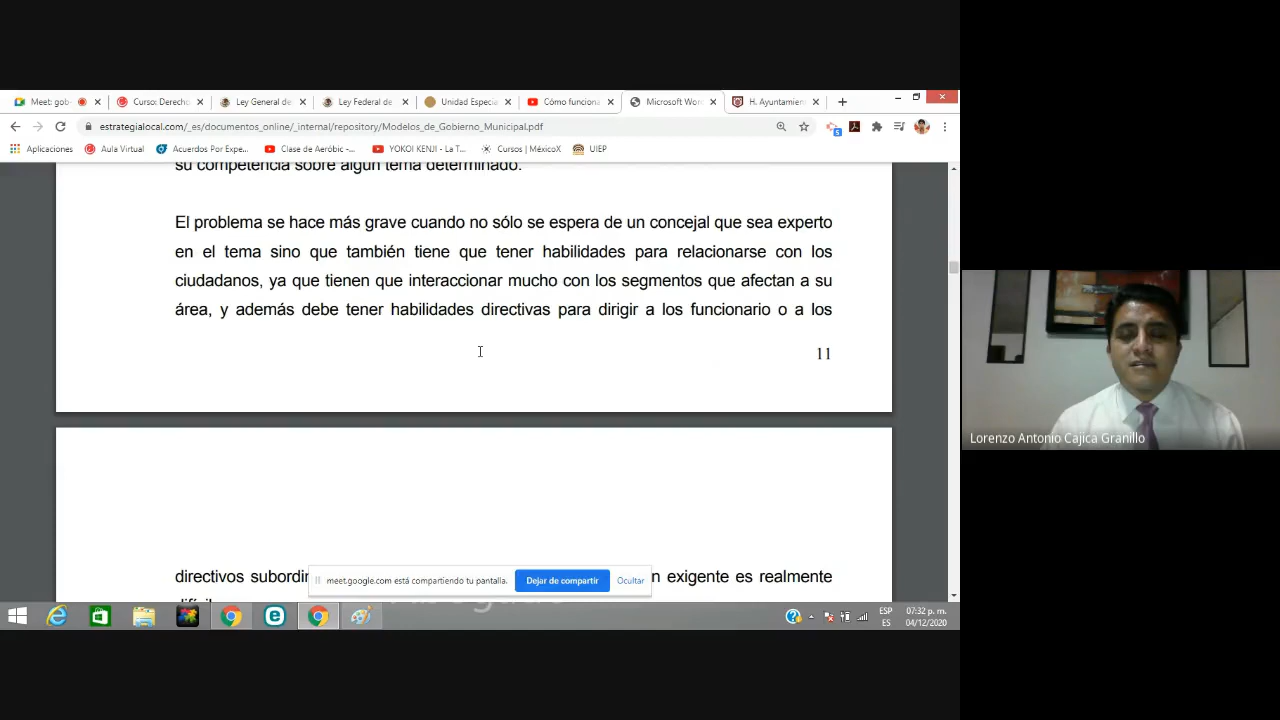 Meet: gob-
Curso: Derecho
Ley General de
Ley Federal de
Unidad Especia
Cómo funciona
Microsoft Wor
H. Ayuntamien
estrategialocal.com/_es/documentos_online/_internal/repository/Modelos_de_Gobierno_Municipal.pdf
Aplicaciones
Aula Virtual
Acuerdos Por Expe...
Clase de Aeróbic -...
YOKOI KENJI - La T...
Cursos | MéxicoX
UIEP
su competencia sobre algún tema determinado.
El problema se hace más grave cuando no sólo se espera de un concejal que sea experto
en el tema sino que también tiene que tener habilidades para relacionarse con los
ciudadanos, ya que tienen que interaccionar mucho con los segmentos que afectan a su
área, y además debe tener habilidades directivas para dirigir a los funcionario o a los
11
Lorenzo Antonio Cajica Granillo
directivos subordin
n exigente es realmente
meet.google.com está compartiendo tu pantalla.
Dejar de compartir
Ocultar
ESP
ES
07:32 p. m.
04/12/2020